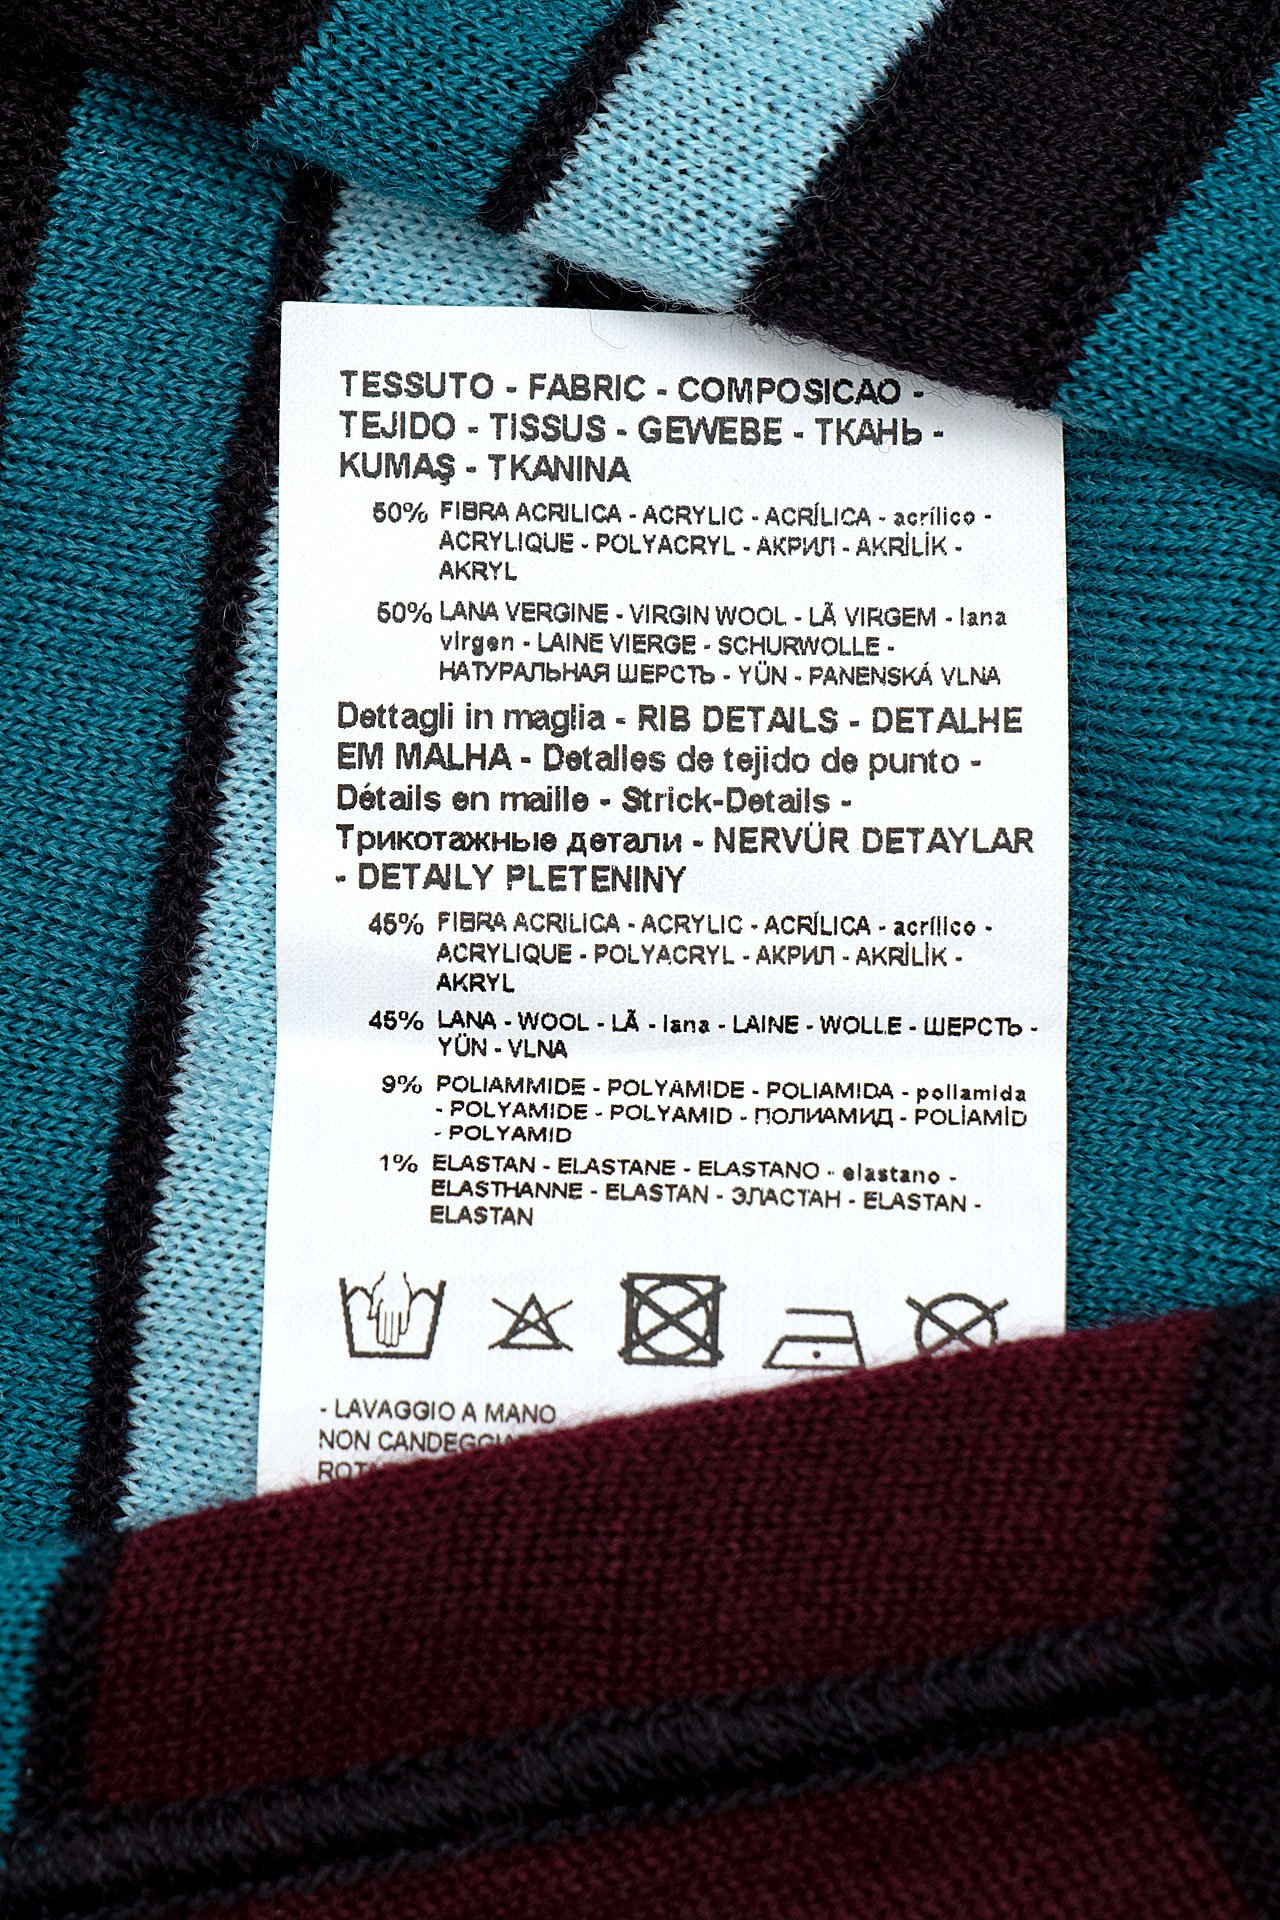 TESSUTO - FABRIC - COMPOSICAO -
TEJIDO - TISSUS - GEWEBE - ТКАНЬ -
KUMAŞ - TKANINA
50% FIBRA ACRILICA - ACRYLIC - ACRÍLICA - acrílico -
ACRYLIQUE - POLYACRYL - АКРИЛ - AKRİLİK -
AKRYL
50% LANA VERGINE - VIRGIN WOOL - LÃ VIRGEM - lana
virgen - LAINE VIERGE - SCHURWOLLE -
НАТУРАЛЬНАЯ ШЕРСТЬ - YÜN - PANENSKÁ VLNA
Dettagli in maglia - RIB DETAILS - DETALHE
EM MALHA - Detalles de tejido de punto -
Détails en maille - Strick-Details -
Трикотажные детали - NERVÜR DETAYLAR
- DETAILY PLETENINY
45% FIBRA ACRILICA - ACRYLIC - ACRÍLICA - acrílico -
ACRYLIQUE - POLYACRYL - АКРИЛ - AKRİLİK -
AKRYL
45% LANA - WOOL - LÃ - lana - LAINE - WOLLE - ШЕРСТЬ -
YÜN - VLNA
9% POLIAMMIDE - POLYAMIDE - POLIAMIDA - poliamida
- POLYAMIDE - POLYAMID - ПОЛИАМИД - POLİAMİD
- POLYAMID
1% ELASTAN - ELASTANE - ELASTANO - elastano -
ELASTHANNE - ELASTAN - ЭЛАСТАН - ELASTAN -
ELASTAN
- LAVAGGIO A MANO
NON